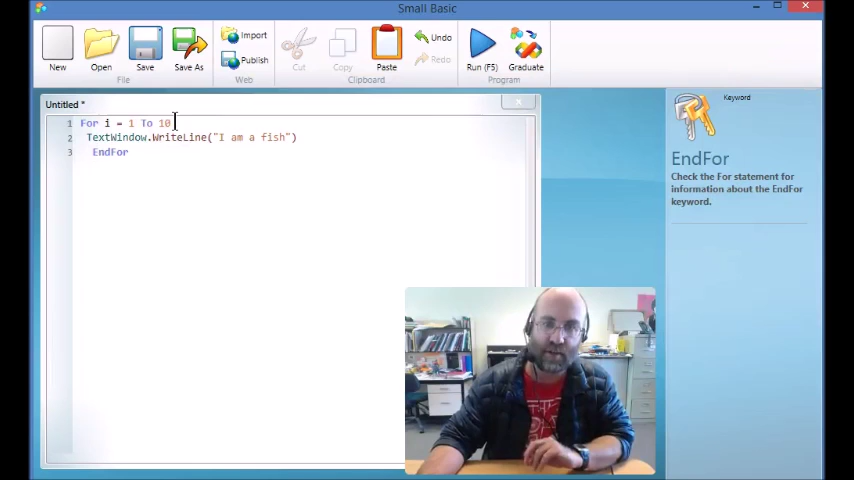 Small Basic
New
Open
Save
Save As
Import
Publish
File
Web
Cut
Copy
Paste
Undo
Redo
Clipboard
Run (F5)
Graduate
Program
Untitled *
1 For i = 1 To 10
2 TextWindow.WriteLine("I am a fish")
3 EndFor
Keyword
EndFor
Check the For statement for
information about the EndFor
keyword.